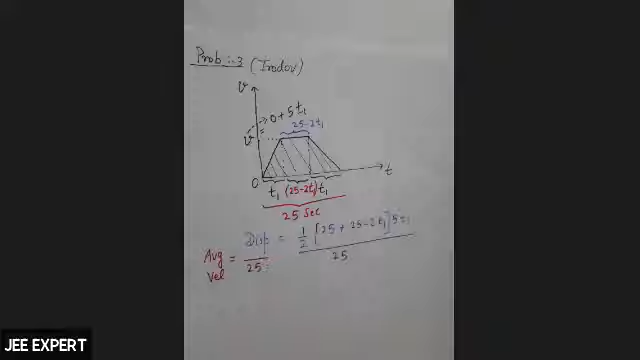 Prob :- 3 (Irodov)
v
v = 0 + 5t₁
25-2t₁
O
t
t₁ (25-2t₁) t₁
25 Sec
Avg Vel = Disp / 25 = 1/2 [25 + 25-2t₁] 5t₁ / 25
JEE EXPERT